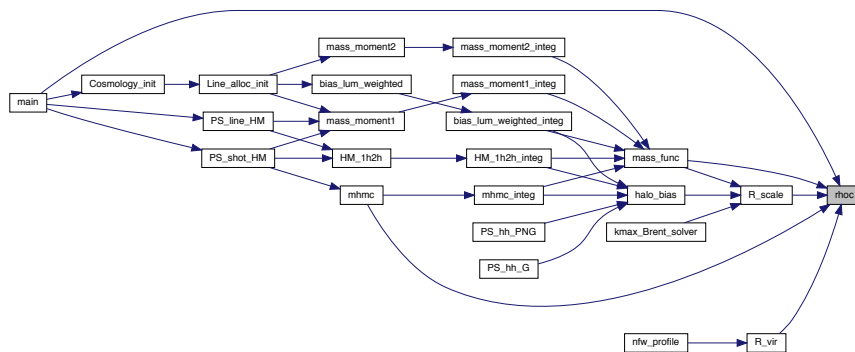 mass_moment2
mass_moment2_integ
Cosmology_init
Line_alloc_init
bias_lum_weighted
mass_moment1_integ
main
PS_line_HM
mass_moment1
bias_lum_weighted_integ
PS_shot_HM
HM_1h2h
HM_1h2h_integ
mass_func
mhmc
mhmc_integ
halo_bias
R_scale
rhoc
PS_hh_PNG
kmax_Brent_solver
PS_hh_G
nfw_profile
R_vir